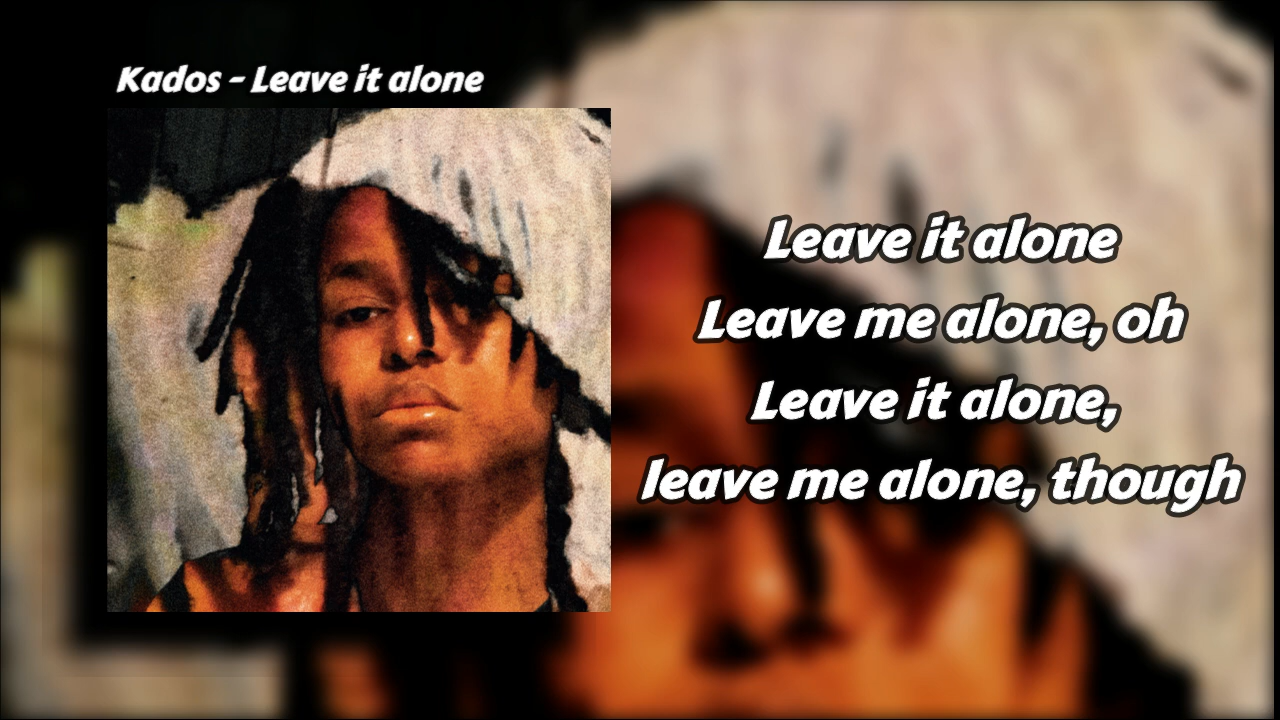 Kados - Leave it alone
Leave it alone
Leave me alone, oh
Leave it alone,
leave me alone, though